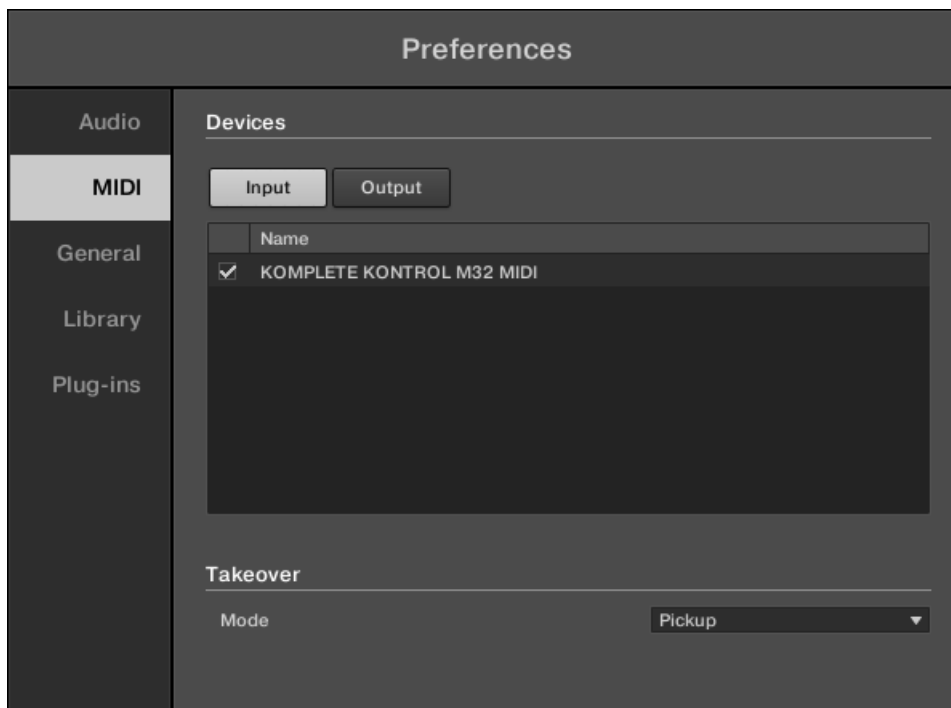 Preferences
Audio
MIDI
General
Library
Plug-ins
Devices
Input Output
Name
KOMPLETE KONTROL M32 MIDI
Takeover
Mode Pickup